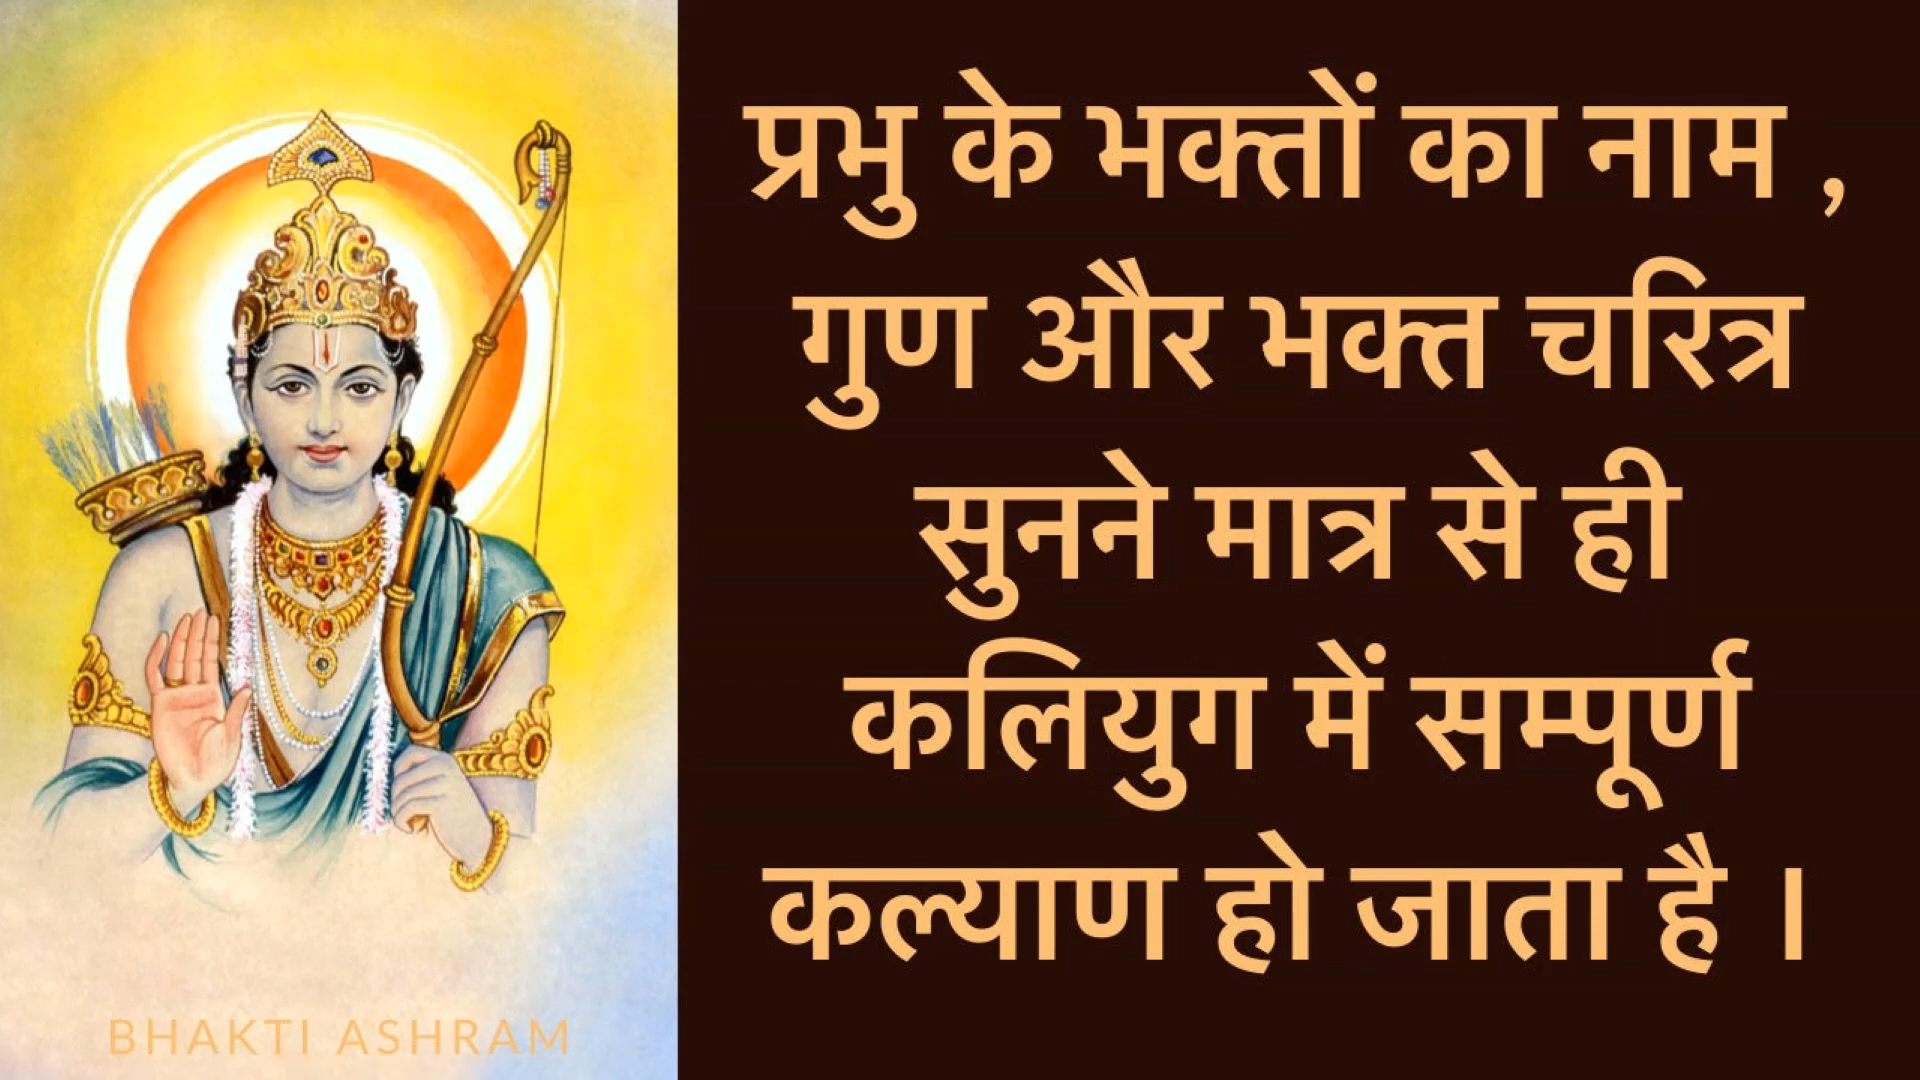 प्रभु के भक्तों का नाम ,
गुण और भक्त चरित्र
सुनने मात्र से ही
कलियुग में सम्पूर्ण
कल्याण हो जाता है ।
BHAKTI ASHRAM